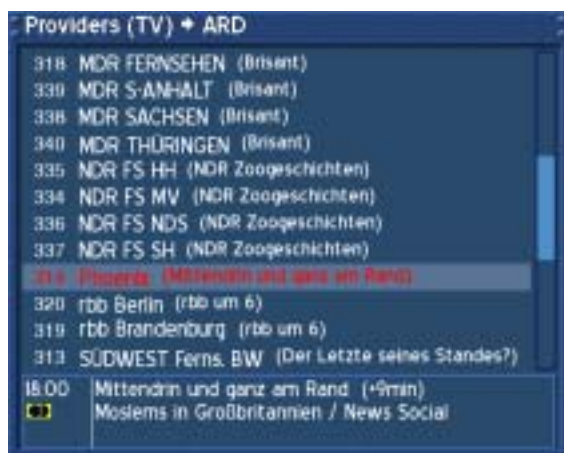 Providers (TV) → ARD
318 MDR FERNSEHEN (Brisant)
339 MDR S-ANHALT (Brisant)
338 MDR SACHSEN (Brisant)
340 MDR THÜRINGEN (Brisant)
335 NDR FS HH (NDR Zoogeschichten)
334 NDR FS MV (NDR Zoogeschichten)
336 NDR FS NDS (NDR Zoogeschichten)
337 NDR FS SH (NDR Zoogeschichten)
Phoenix (Mittendrin und ganz am Rand)
320 rbb Berlin (rbb um 6)
319 rbb Brandenburg (rbb um 6)
313 SÜDWEST Ferns. BW (Der Letzte seines Standes?)
18.00 Mittendrin und ganz am Rand (+9min)
Moslems in Großbritannien / News Social